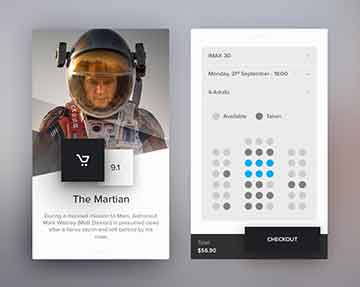 9.1
The Martian
During a manned mission to Mars, Astronaut
Mark Watney (Matt Damon) is presumed dead
after a fierce storm and left behind by his
crew.
IMAX 3D
Monday, 21st September - 18:00
4 Adults
Available
Taken
Total:
$56.90
CHECKOUT